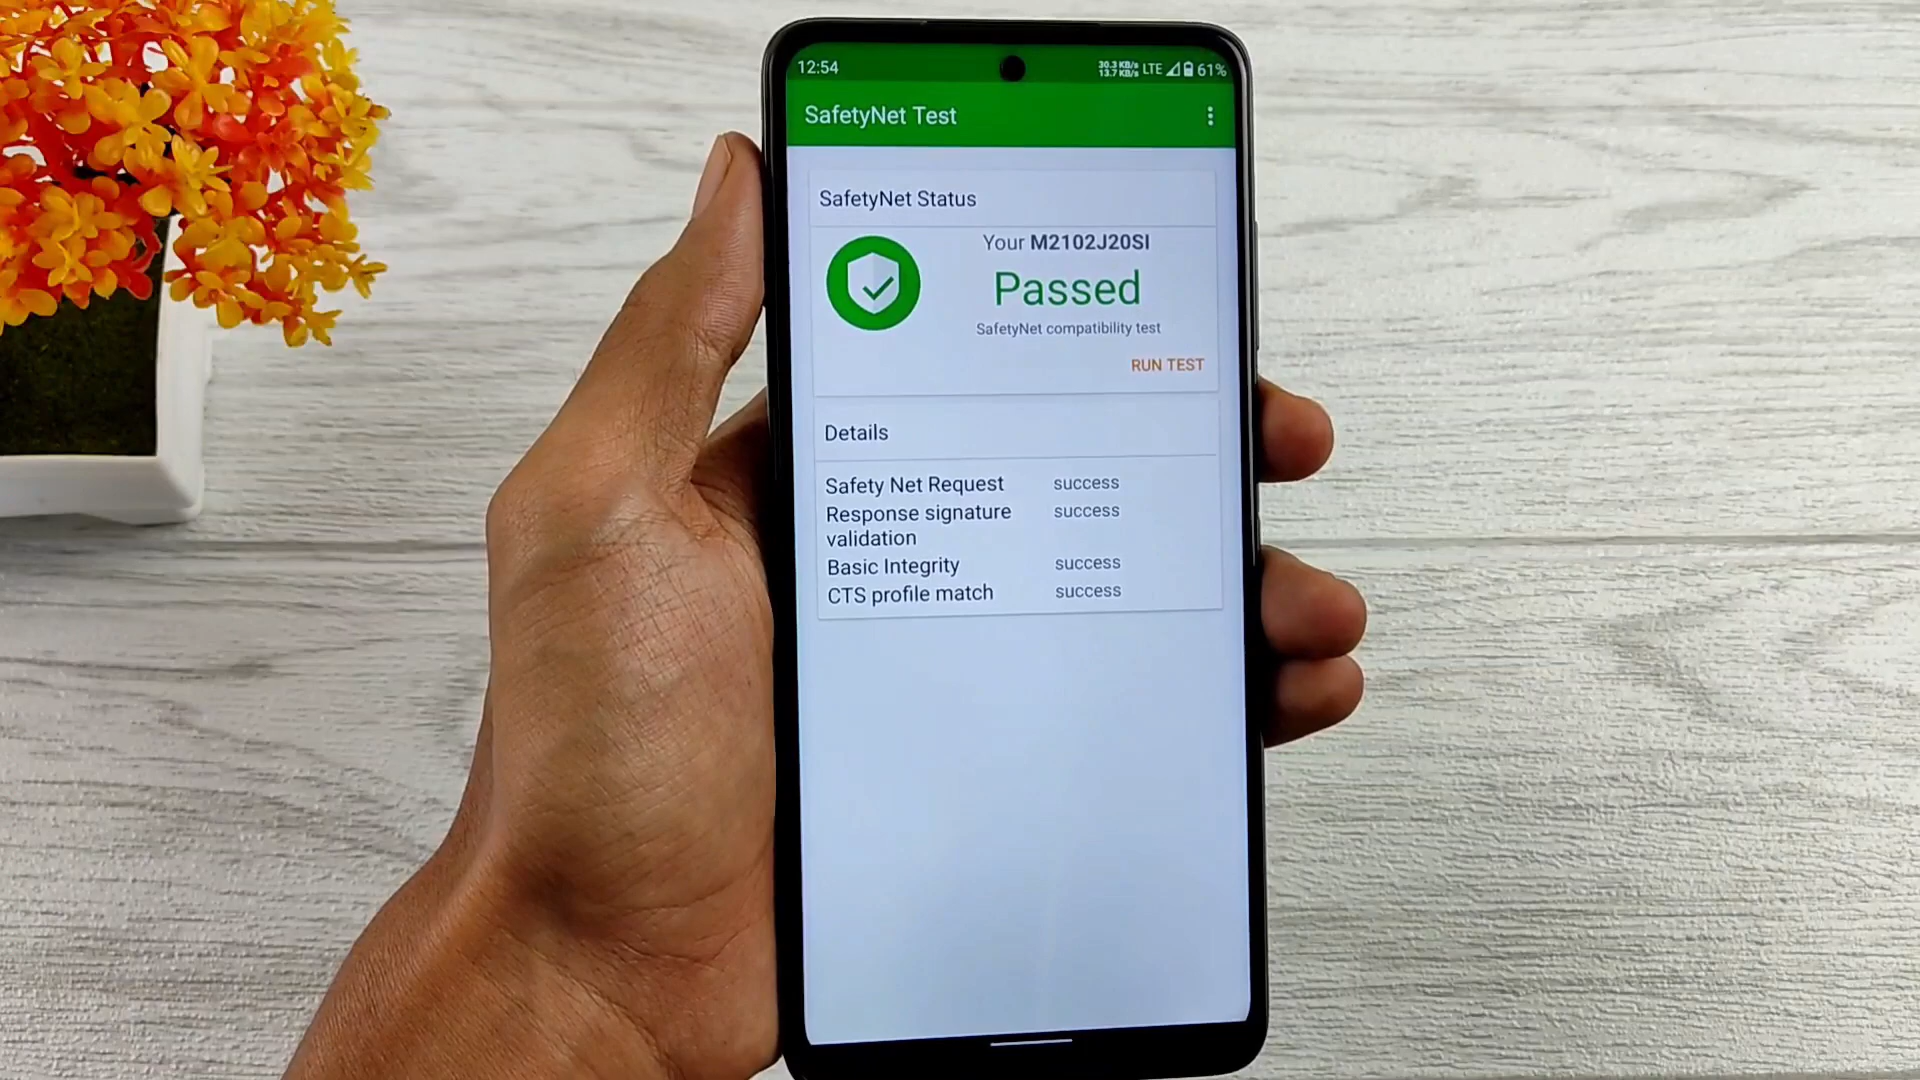 12:54 30.3 KB/s 13.7 KB/s LTE 61%
SafetyNet Test
SafetyNet Status
Your M2102J20SI
Passed
SafetyNet compatibility test
RUN TEST
Details
Safety Net Request success
Response signature success
validation
Basic Integrity success
CTS profile match success